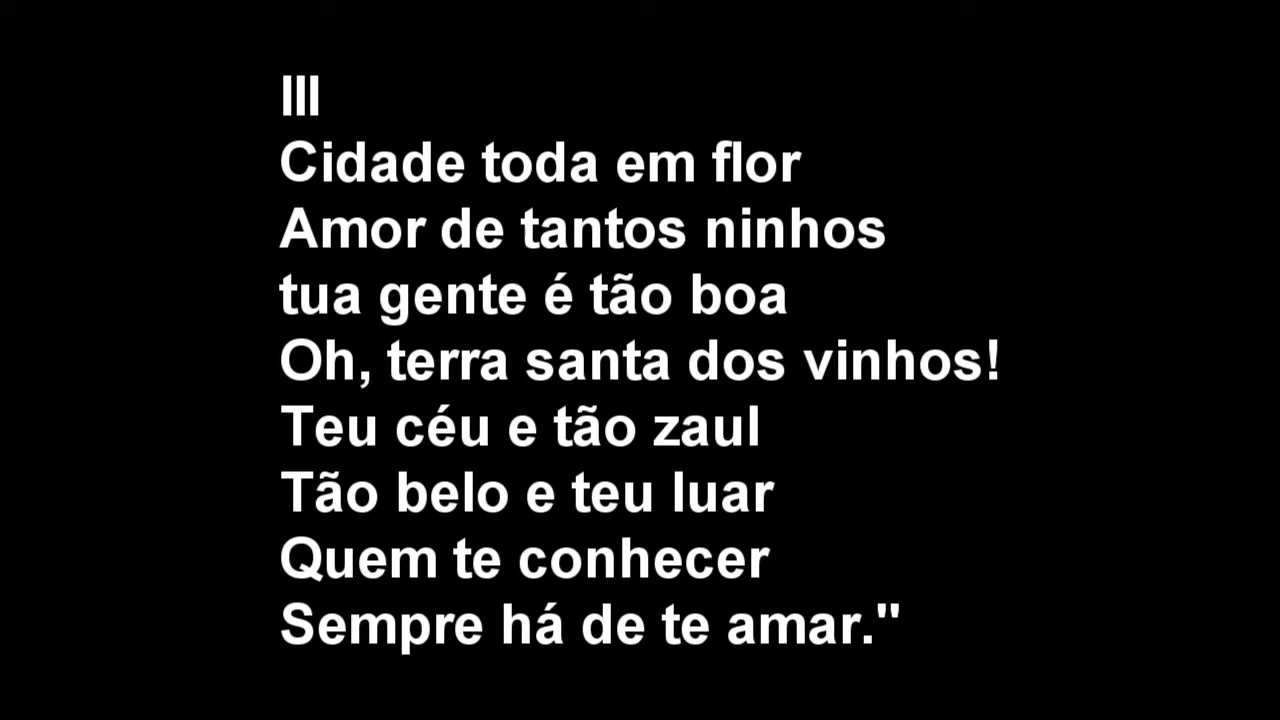 III
Cidade toda em flor
Amor de tantos ninhos
tua gente é tão boa
Oh, terra santa dos vinhos!
Teu céu e tão zaul
Tão belo e teu luar
Quem te conhecer
Sempre há de te amar."